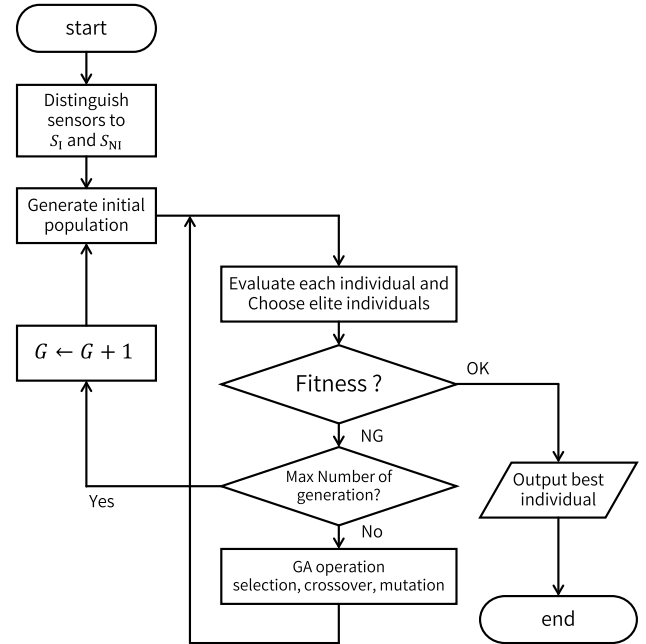 start
Distinguish
sensors to
S_I and S_NI
Generate initial
population
Evaluate each individual and
Choose elite individuals
G ← G + 1
Fitness ?
OK
NG
Max Number of
generation?
Yes
No
Output best
individual
GA operation
selection, crossover, mutation
end